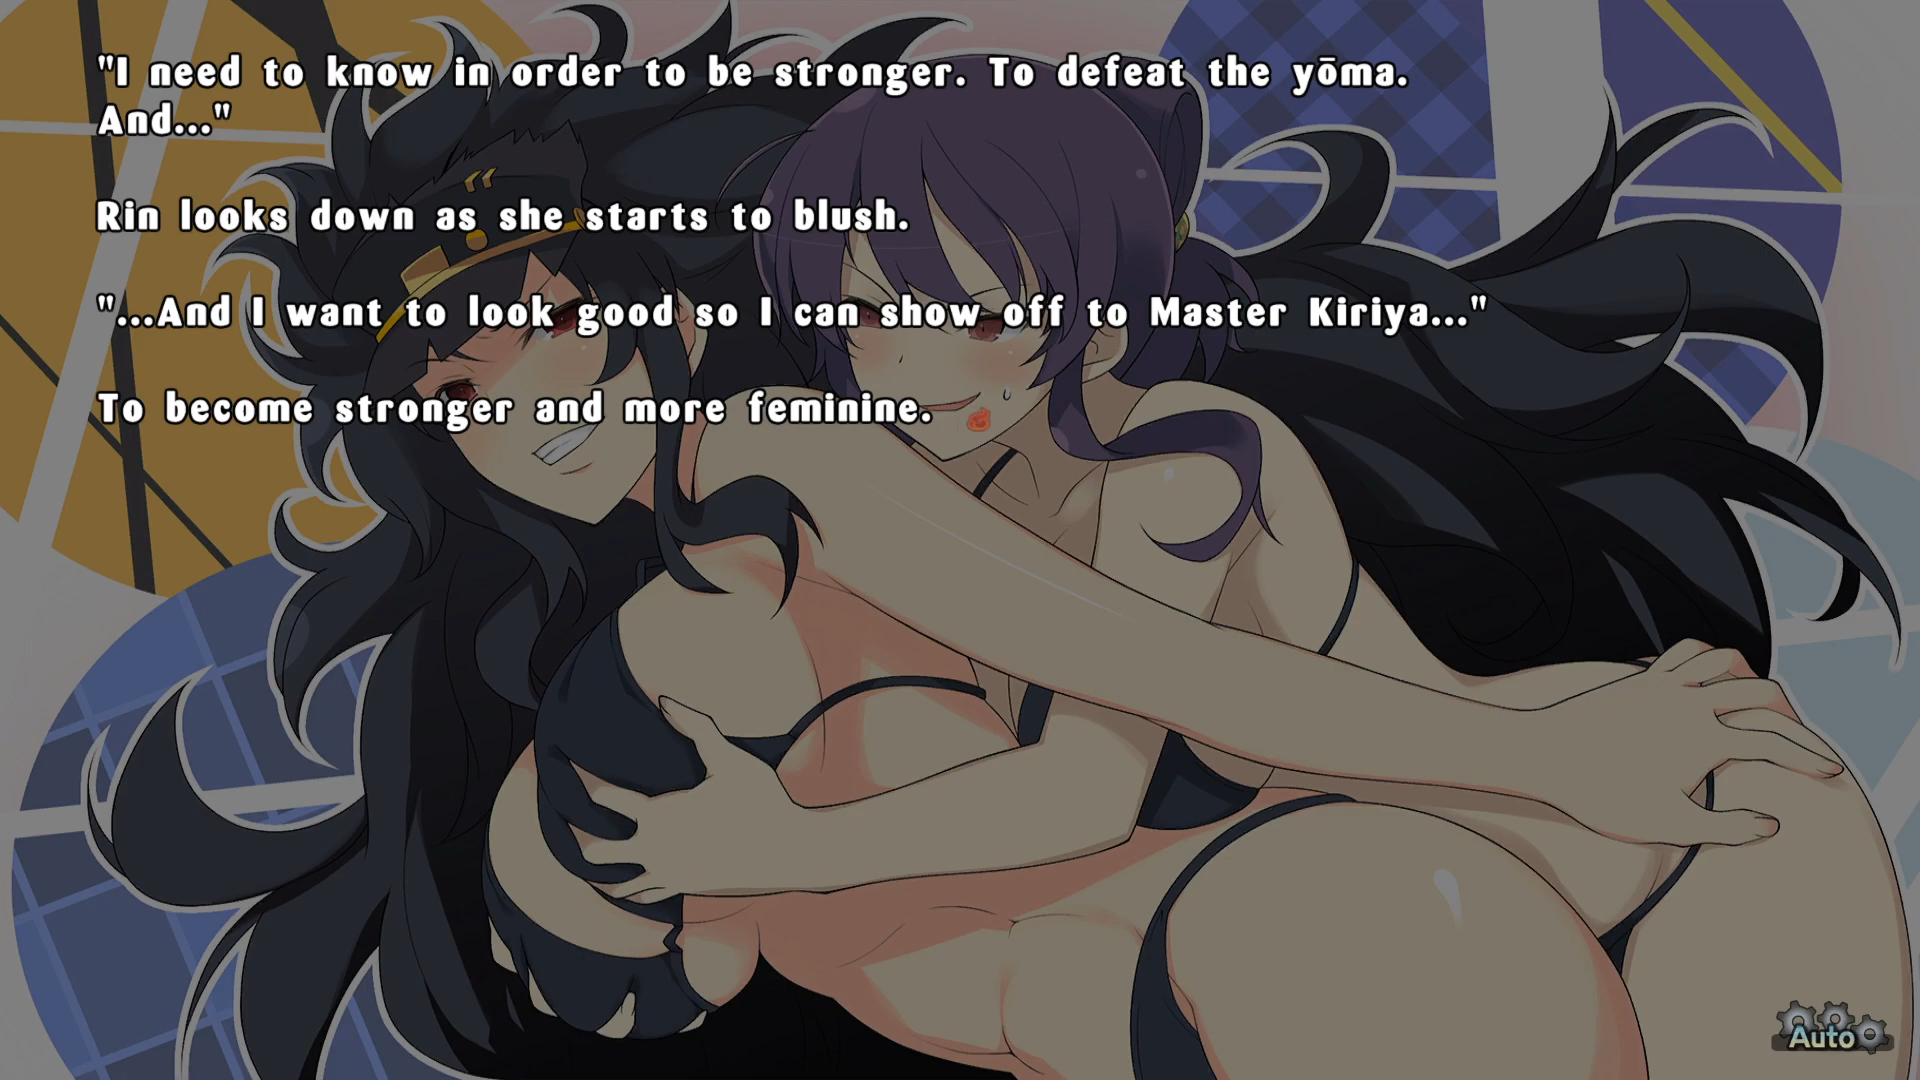 "I need to know in order to be stronger. To defeat the yōma.
And..."
Rin looks down as she starts to blush.
"...And I want to look good so I can show off to Master Kiriya..."
To become stronger and more feminine.
Auto